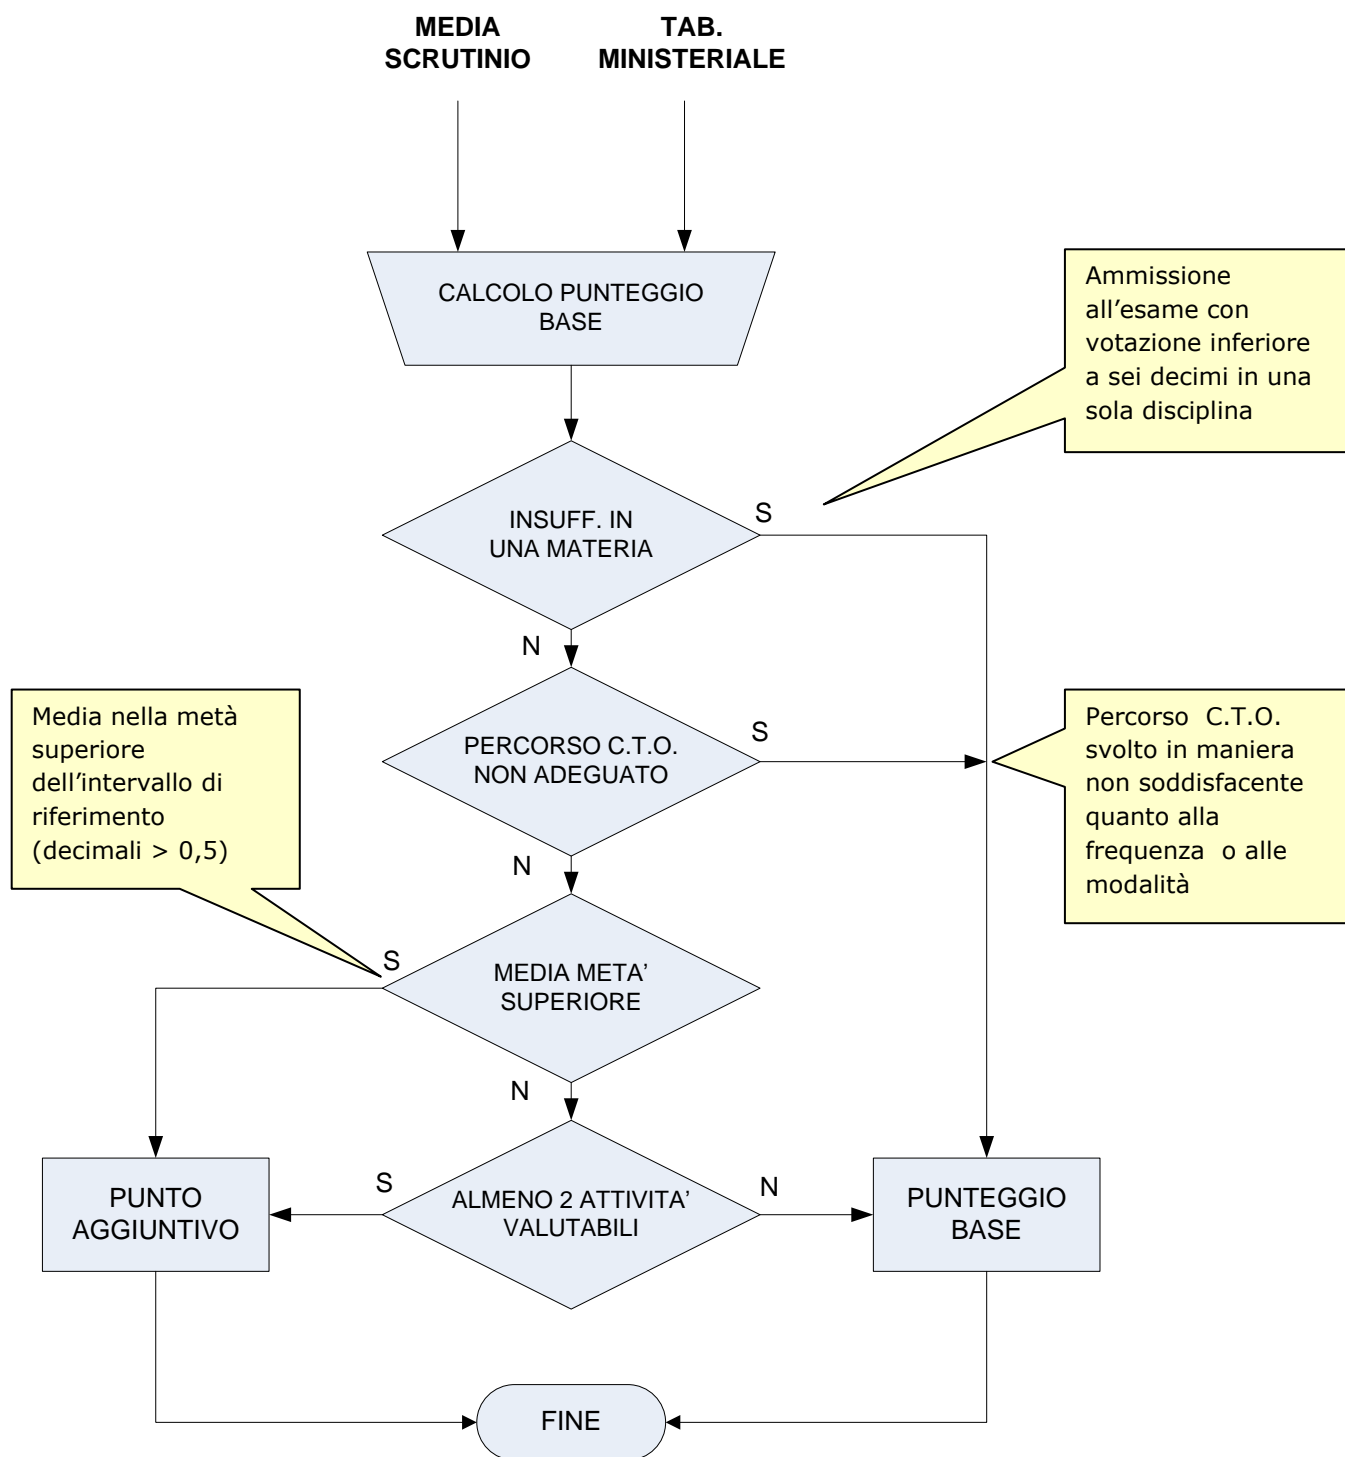 MEDIA
SCRUTINIO
TAB.
MINISTERIALE
CALCOLO PUNTEGGIO
BASE
Ammissione
all’esame con
votazione inferiore
a sei decimi in una
sola disciplina
S
INSUFF. IN
UNA MATERIA
N
Media nella metà
superiore
dell’intervallo di
riferimento
(decimali > 0,5)
S
PERCORSO C.T.O.
NON ADEGUATO
Percorso C.T.O.
svolto in maniera
non soddisfacente
quanto alla
frequenza o alle
modalità
N
S
MEDIA META’
SUPERIORE
N
PUNTO
AGGIUNTIVO
S
ALMENO 2 ATTIVITA’
VALUTABILI
N
PUNTEGGIO
BASE
FINE